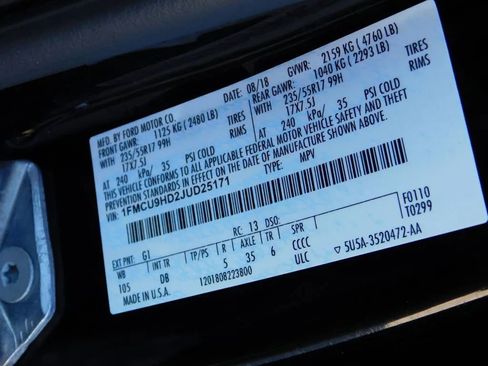 MFD. BY FORD MOTOR CO.
DATE: 08/18 GVWR: 2159 KG (4760 LB)
FRONT GAWR: 1125 KG (2480 LB) REAR GAWR: 1040 KG (2293 LB)
235/55R17 99H TIRES 235/55R17 99H TIRES
17X7.5J RIMS 17X7.5J RIMS
AT 240 kPa/ 35 PSI COLD AT 240 kPa/ 35 PSI COLD
THIS VEHICLE CONFORMS TO ALL APPLICABLE FEDERAL MOTOR VEHICLE SAFETY AND THEFT
PREVENTION STANDARDS IN EFFECT ON THE DATE OF MANUFACTURE SHOWN ABOVE.
VIN: 1FMCU9HD2JUD25171 TYPE: MPV
F0110
T0299
EXT PNT: G1 RC: 13 DSO:
WB INT TR TP/PS R AXLE TR SPR
105 DB 5 35 6 CCCC
MADE IN U.S.A. 1201808223800 ULC ▽ 5U5A-3520472-AA